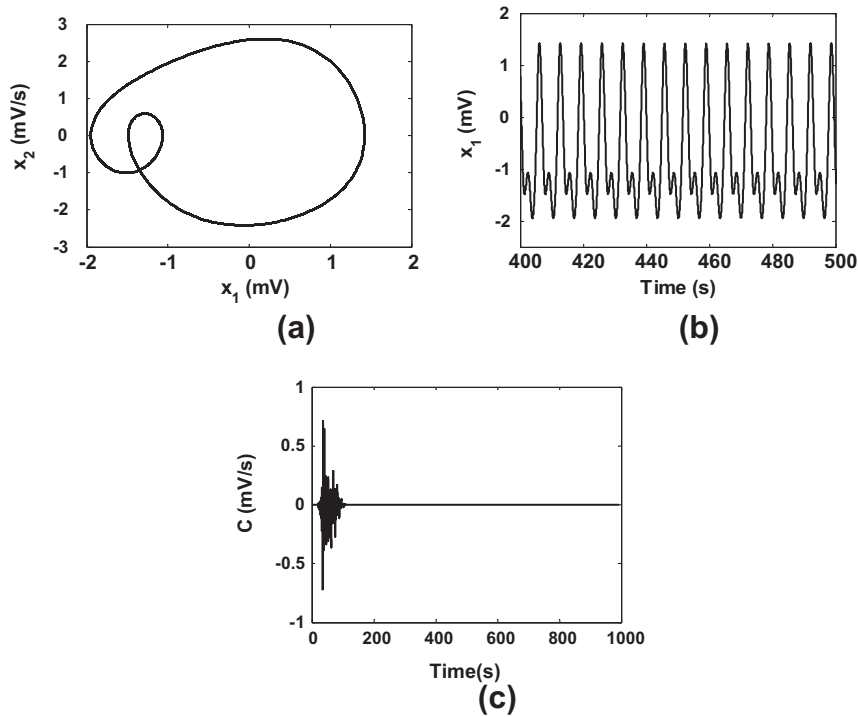 3
2
1
0
-1
-2
-3
x2 (mV/s)
-2 -1 0 1 2
x1 (mV)
(a)
2
1
0
-1
-2
x1 (mV)
400 420 440 460 480 500
Time (s)
(b)
1
0.5
0
-0.5
-1
C (mV/s)
0 200 400 600 800 1000
Time(s)
(c)